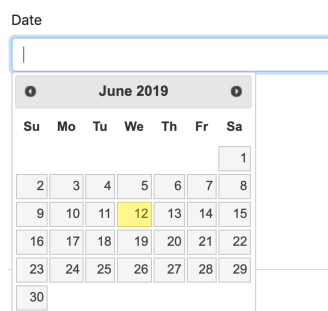 Date
June 2019
Su Mo Tu We Th Fr Sa
1
2 3 4 5 6 7 8
9 10 11 12 13 14 15
16 17 18 19 20 21 22
23 24 25 26 27 28 29
30